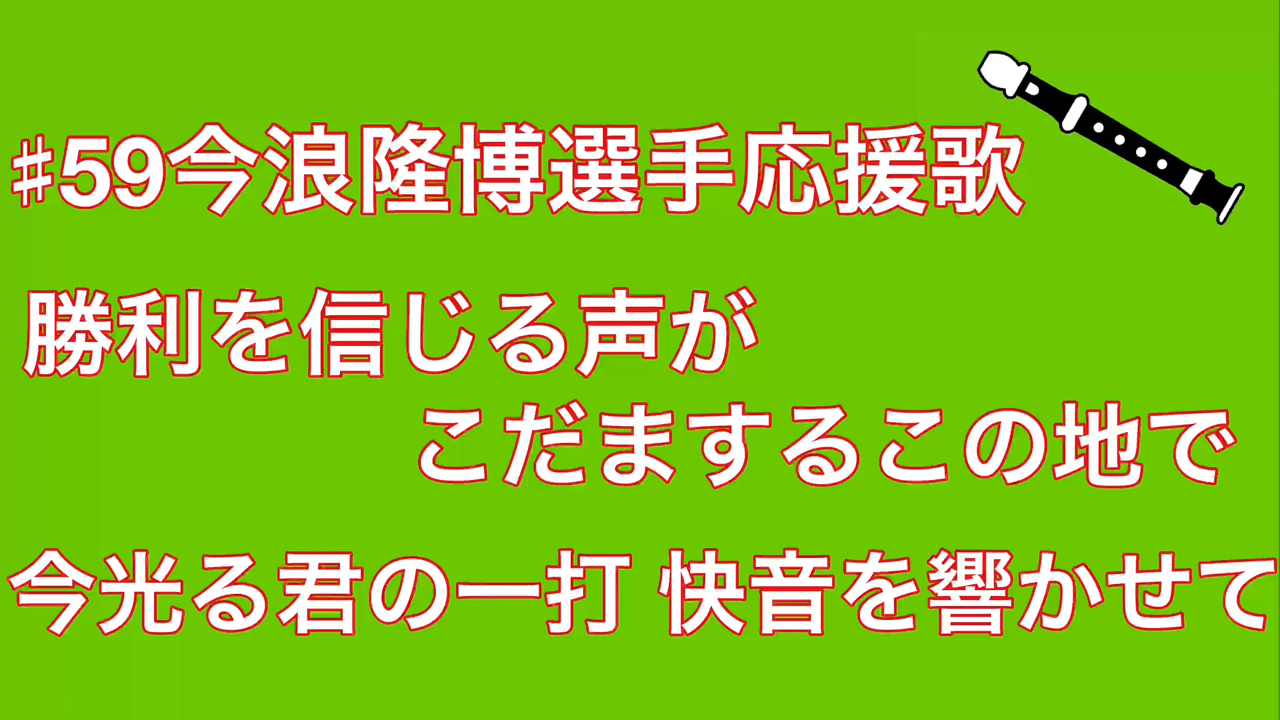 ♯59今浪隆博選手応援歌
勝利を信じる声が
こだまするこの地で
今光る君の一打 快音を響かせて